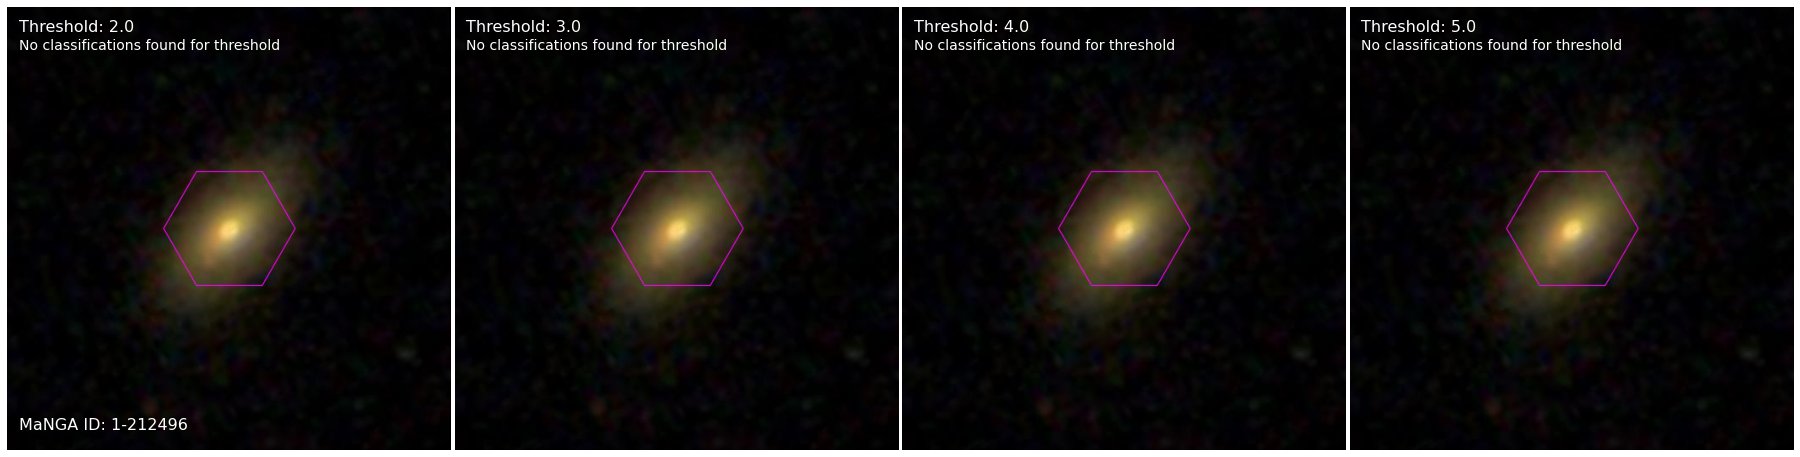 Threshold: 2.0
No classifications found for threshold
MaNGA ID: 1-212496
Threshold: 3.0
No classifications found for threshold
Threshold: 4.0
No classifications found for threshold
Threshold: 5.0
No classifications found for threshold